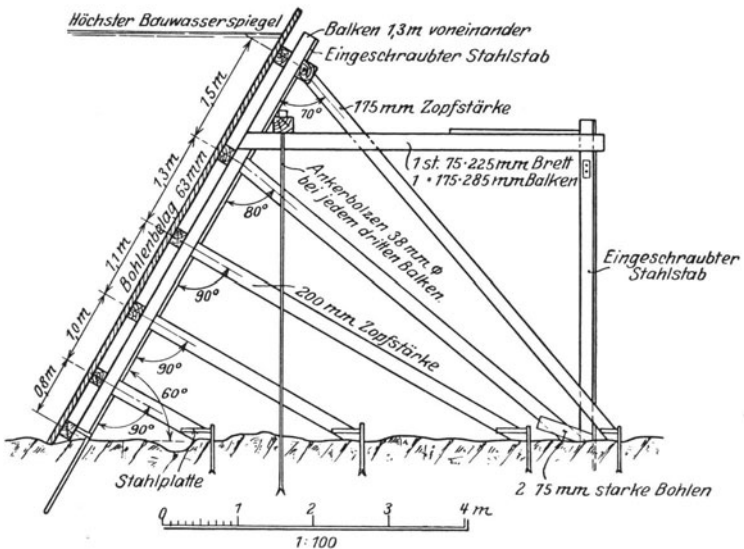 Höchster Bauwasserspiegel
Balken 1,3 m voneinander
Eingeschraubter Stahlstab
1,5 m
70°
175 mm Zopfstärke
1,3 m
1 st. 75·225 mm Brett
1 " 175·285 mm Balken
Bohlenbelag 63 mm
Ankerbolzen 38 mm ϕ
bei jedem dritten Balken.
80°
1,1 m
Eingeschraubter
Stahlstab
90°
200 mm Zopfstärke
1,0 m
90°
0,8 m
60°
90°
Stahlplatte
2 75 mm starke Bohlen
0 1 2 3 4 m
1:100